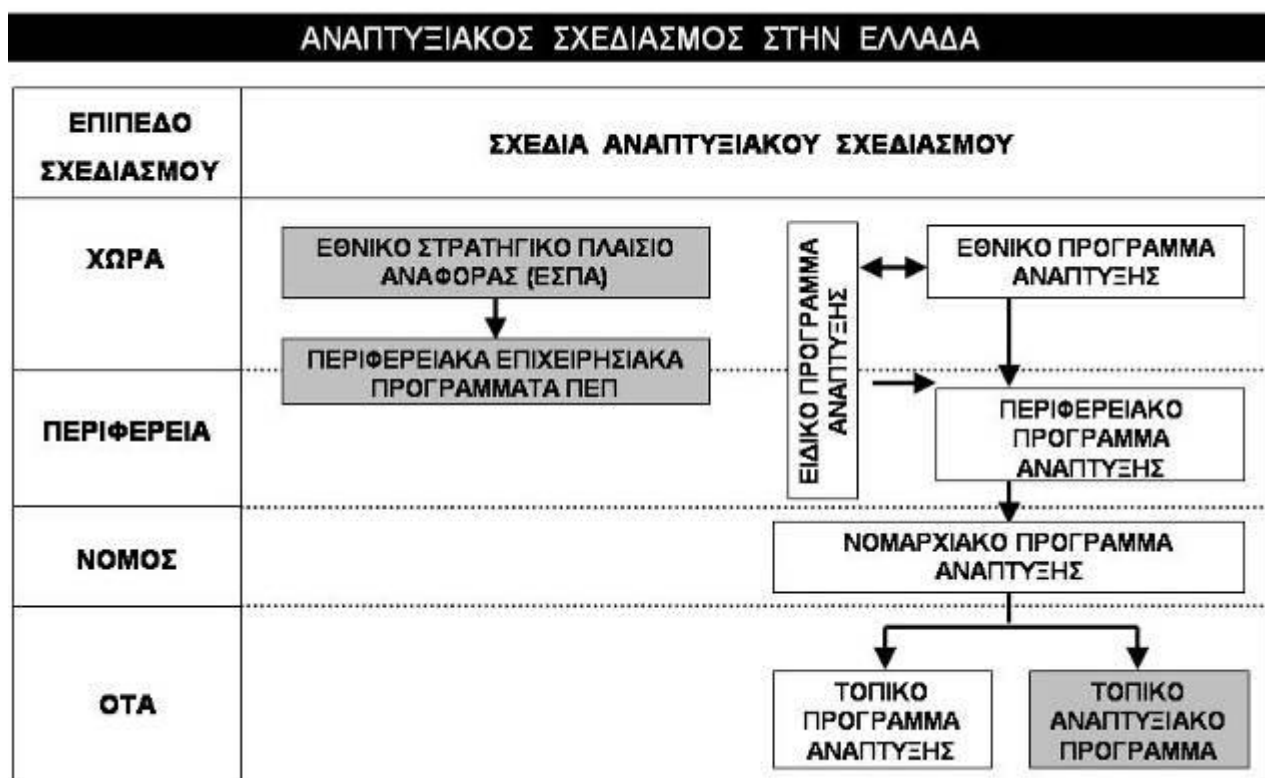 ΑΝΑΠΤΥΞΙΑΚΟΣ ΣΧΕΔΙΑΣΜΟΣ ΣΤΗΝ ΕΛΛΑΔΑ
ΕΠΙΠΕΔΟ
ΣΧΕΔΙΑΣΜΟΥ
ΣΧΕΔΙΑ ΑΝΑΠΤΥΞΙΑΚΟΥ ΣΧΕΔΙΑΣΜΟΥ
ΧΩΡΑ
ΕΘΝΙΚΟ ΣΤΡΑΤΗΓΙΚΟ ΠΛΑΙΣΙΟ
ΑΝΑΦΟΡΑΣ (ΕΣΠΑ)
ΠΕΡΙΦΕΡΕΙΑΚΑ ΕΠΙΧΕΙΡΗΣΙΑΚΑ
ΠΡΟΓΡΑΜΜΑΤΑ ΠΕΠ
ΕΙΔΙΚΟ ΠΡΟΓΡΑΜΜΑ
ΑΝΑΠΤΥΞΗΣ
ΕΘΝΙΚΟ ΠΡΟΓΡΑΜΜΑ
ΑΝΑΠΤΥΞΗΣ
ΠΕΡΙΦΕΡΕΙΑ
ΠΕΡΙΦΕΡΕΙΑΚΟ
ΠΡΟΓΡΑΜΜΑ
ΑΝΑΠΤΥΞΗΣ
ΝΟΜΟΣ
ΝΟΜΑΡΧΙΑΚΟ ΠΡΟΓΡΑΜΜΑ
ΑΝΑΠΤΥΞΗΣ
ΟΤΑ
ΤΟΠΙΚΟ
ΠΡΟΓΡΑΜΜΑ
ΑΝΑΠΤΥΞΗΣ
ΤΟΠΙΚΟ
ΑΝΑΠΤΥΞΙΑΚΟ
ΠΡΟΓΡΑΜΜΑ